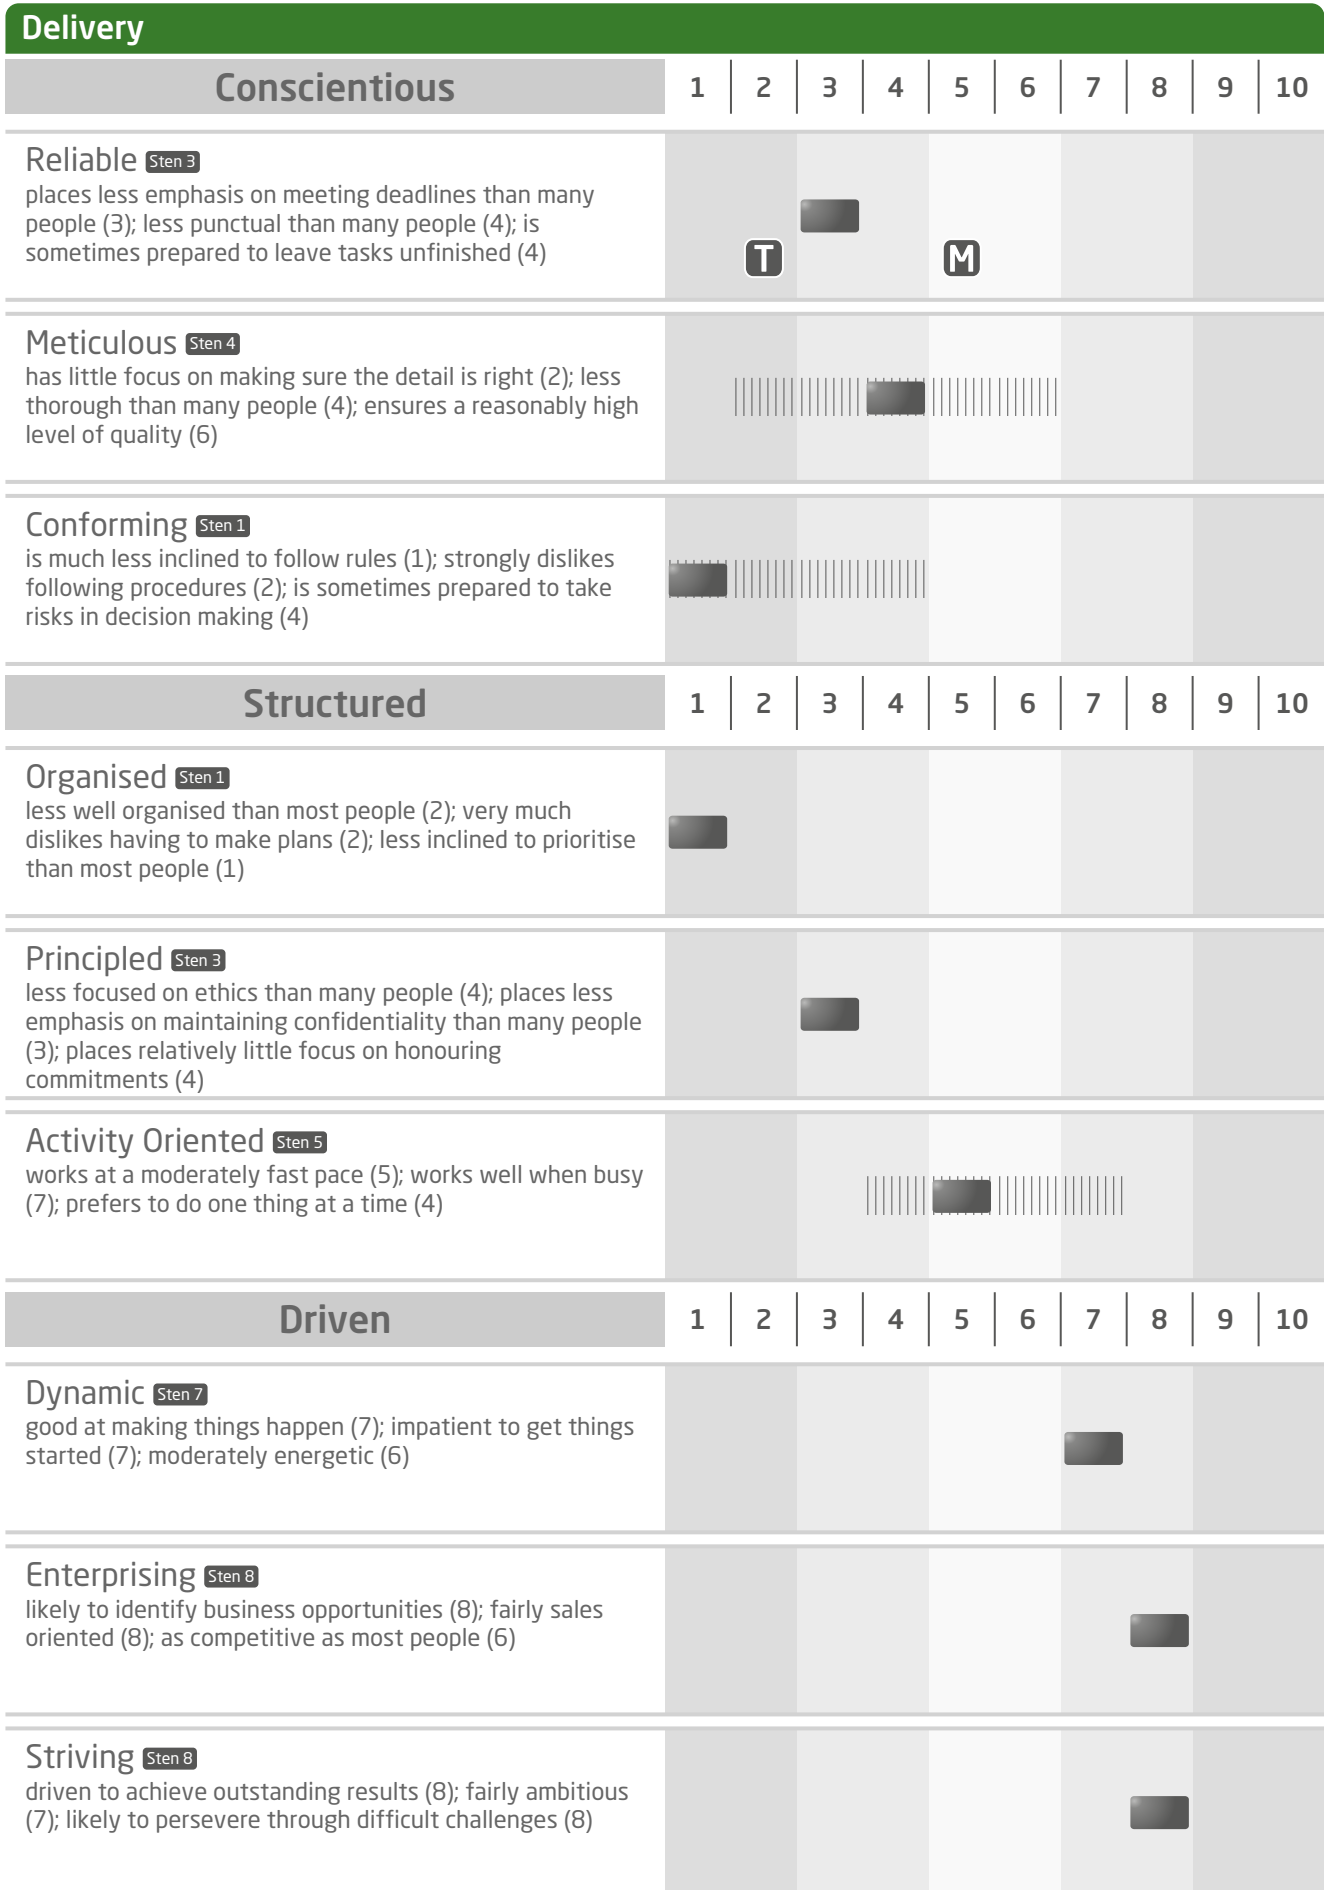 Delivery
Conscientious 1 2 3 4 5 6 7 8 9 10
Reliable Sten 3
places less emphasis on meeting deadlines than many
people (3); less punctual than many people (4); is
sometimes prepared to leave tasks unfinished (4)
T M
Meticulous Sten 4
has little focus on making sure the detail is right (2); less
thorough than many people (4); ensures a reasonably high
level of quality (6)
Conforming Sten 1
is much less inclined to follow rules (1); strongly dislikes
following procedures (2); is sometimes prepared to take
risks in decision making (4)
Structured 1 2 3 4 5 6 7 8 9 10
Organised Sten 1
less well organised than most people (2); very much
dislikes having to make plans (2); less inclined to prioritise
than most people (1)
Principled Sten 3
less focused on ethics than many people (4); places less
emphasis on maintaining confidentiality than many people
(3); places relatively little focus on honouring
commitments (4)
Activity Oriented Sten 5
works at a moderately fast pace (5); works well when busy
(7); prefers to do one thing at a time (4)
Driven 1 2 3 4 5 6 7 8 9 10
Dynamic Sten 7
good at making things happen (7); impatient to get things
started (7); moderately energetic (6)
Enterprising Sten 8
likely to identify business opportunities (8); fairly sales
oriented (8); as competitive as most people (6)
Striving Sten 8
driven to achieve outstanding results (8); fairly ambitious
(7); likely to persevere through difficult challenges (8)